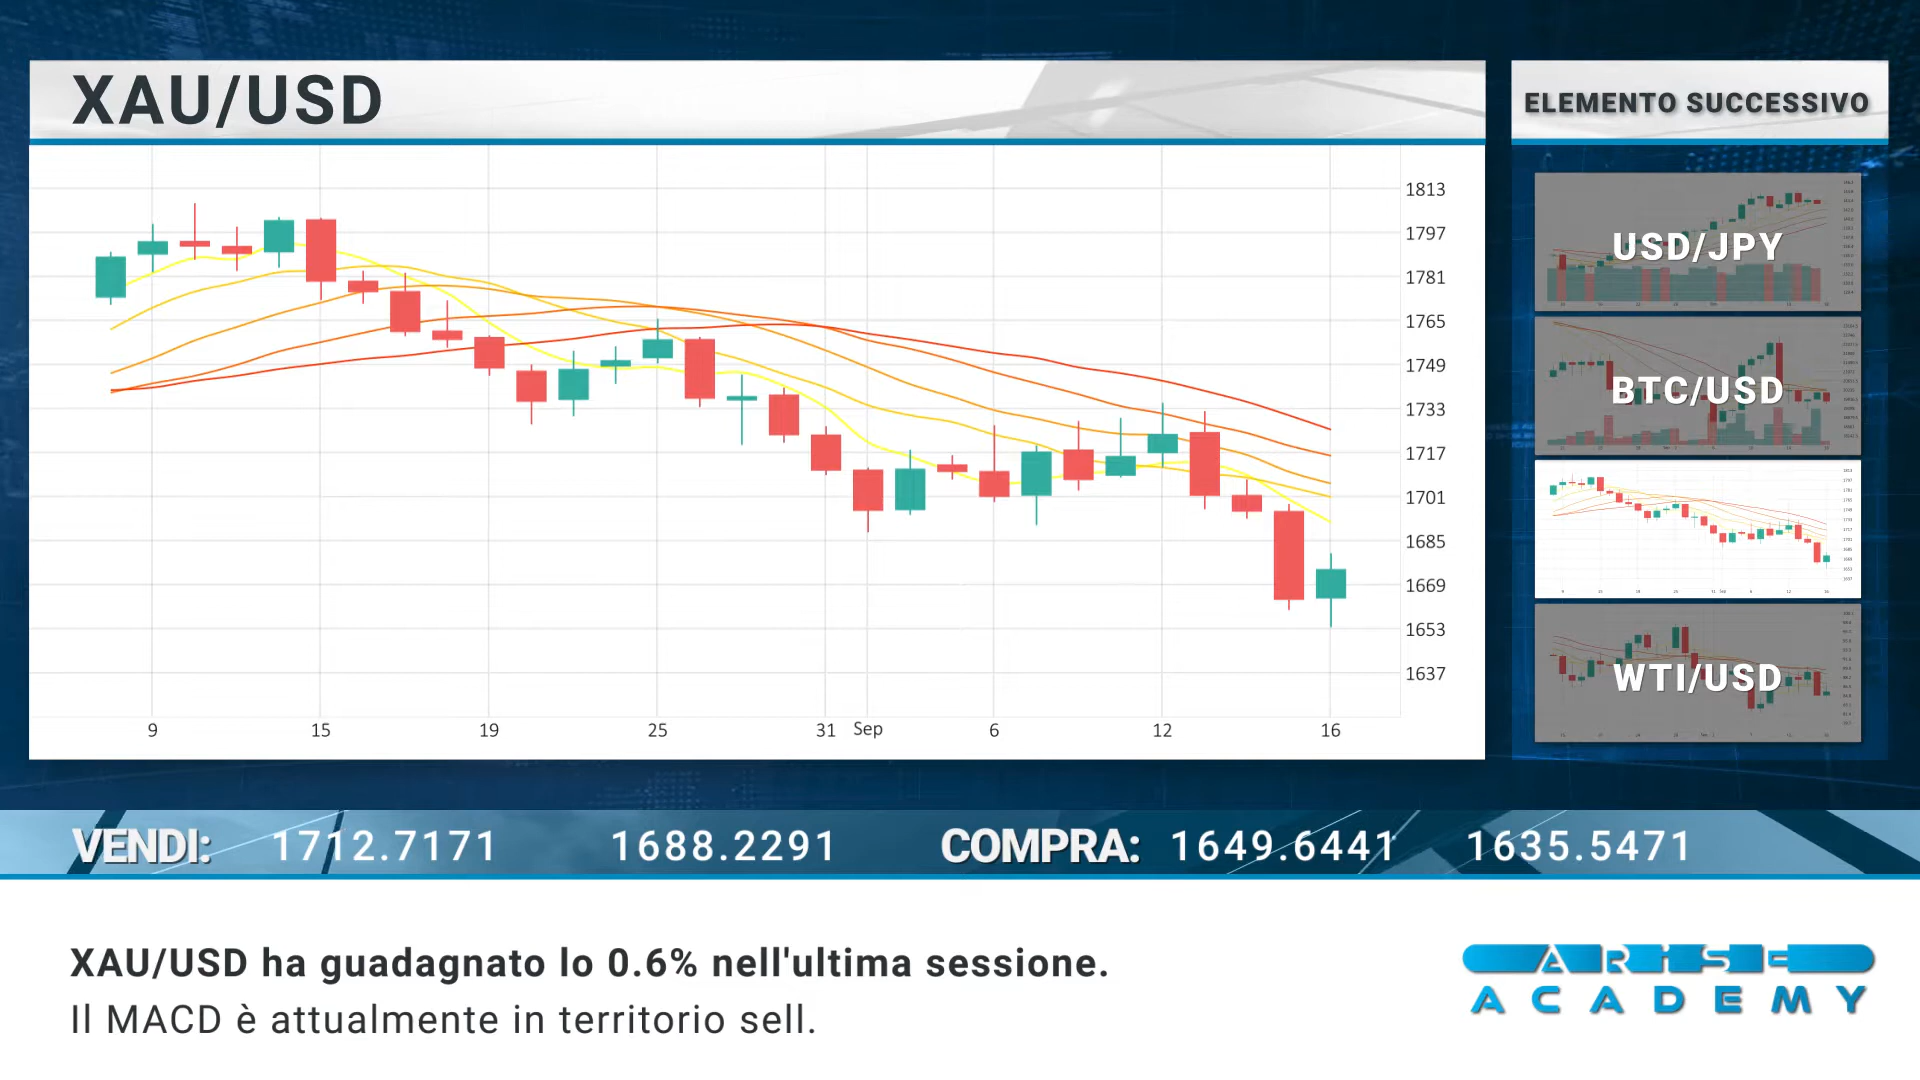 XAU/USD
ELEMENTO SUCCESSIVO
1813
1797
1781
1765
1749
1733
1717
1701
1685
1669
1653
1637
9 15 19 25 31 Sep 6 12 16
USD/JPY
BTC/USD
WTI/USD
VENDI: 1712.7171 1688.2291 COMPRA: 1649.6441 1635.5471
XAU/USD ha guadagnato lo 0.6% nell'ultima sessione.
Il MACD è attualmente in territorio sell.
ARISE
ACADEMY